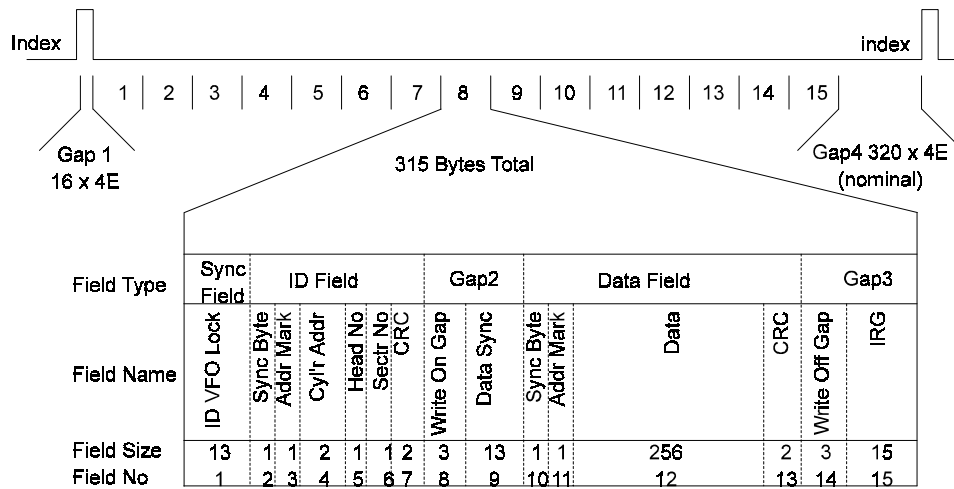 Index index
1 2 3 4 5 6 7 8 9 10 11 12 13 14 15
Gap 1
16 x 4E
315 Bytes Total
Gap4 320 x 4E
(nominal)
Field Type Sync Field ID Field Gap2 Data Field Gap3
Field Name ID VFO Lock Sync Byte Addr Mark Cyl'r Addr Head No Sectr No CRC Write On Gap Data Sync Sync Byte Addr Mark Data CRC Write Off Gap IRG
Field Size 13 1 1 2 1 1 2 3 13 1 1 256 2 3 15
Field No 1 2 3 4 5 6 7 8 9 10 11 12 13 14 15